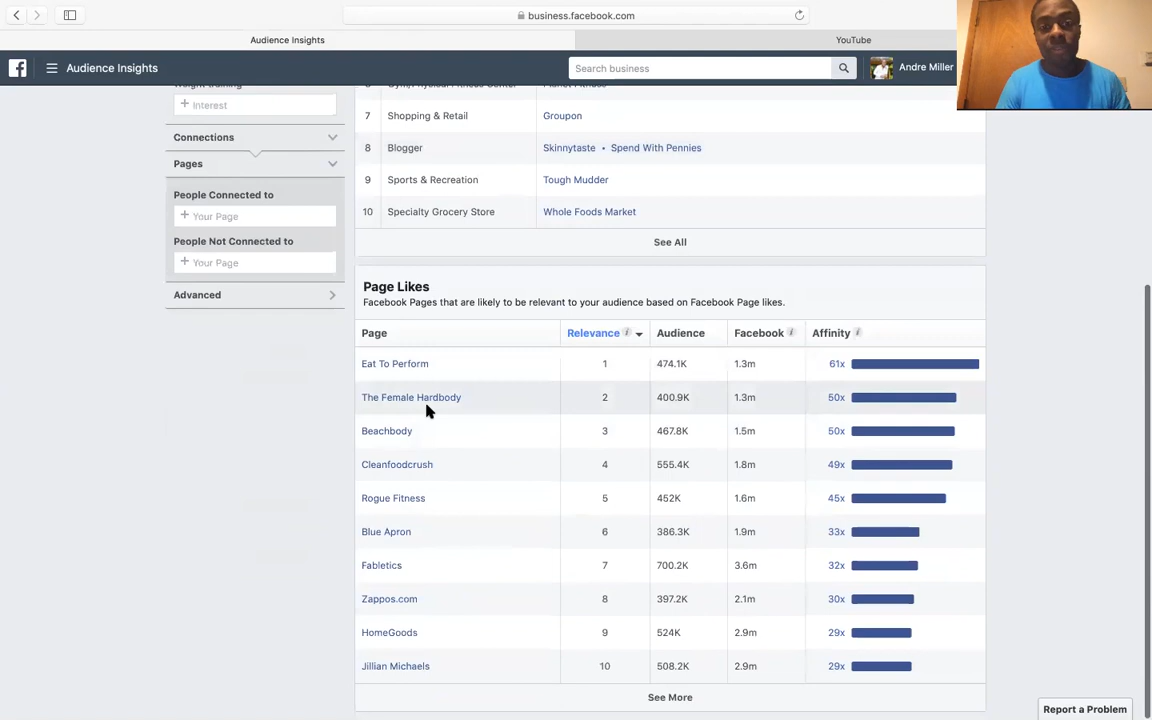 business.facebook.com
Audience Insights
YouTube
Audience Insights
Search business
Andre Miller
Weight training
Interest
Connections
Pages
People Connected to
Your Page
People Not Connected to
Your Page
Advanced
7 Shopping & Retail Groupon
8 Blogger Skinnytaste • Spend With Pennies
9 Sports & Recreation Tough Mudder
10 Specialty Grocery Store Whole Foods Market
See All
Page Likes
Facebook Pages that are likely to be relevant to your audience based on Facebook Page likes.
Page Relevance Audience Facebook Affinity
Eat To Perform 1 474.1K 1.3m 61x
The Female Hardbody 2 400.9K 1.3m 50x
Beachbody 3 467.8K 1.5m 50x
Cleanfoodcrush 4 555.4K 1.8m 49x
Rogue Fitness 5 452K 1.6m 45x
Blue Apron 6 386.3K 1.9m 33x
Fabletics 7 700.2K 3.6m 32x
Zappos.com 8 397.2K 2.1m 30x
HomeGoods 9 524K 2.9m 29x
Jillian Michaels 10 508.2K 2.9m 29x
See More
Report a Problem